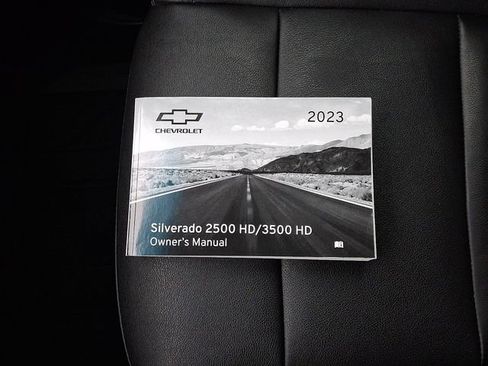 CHEVROLET
2023
Silverado 2500 HD/3500 HD
Owner's Manual